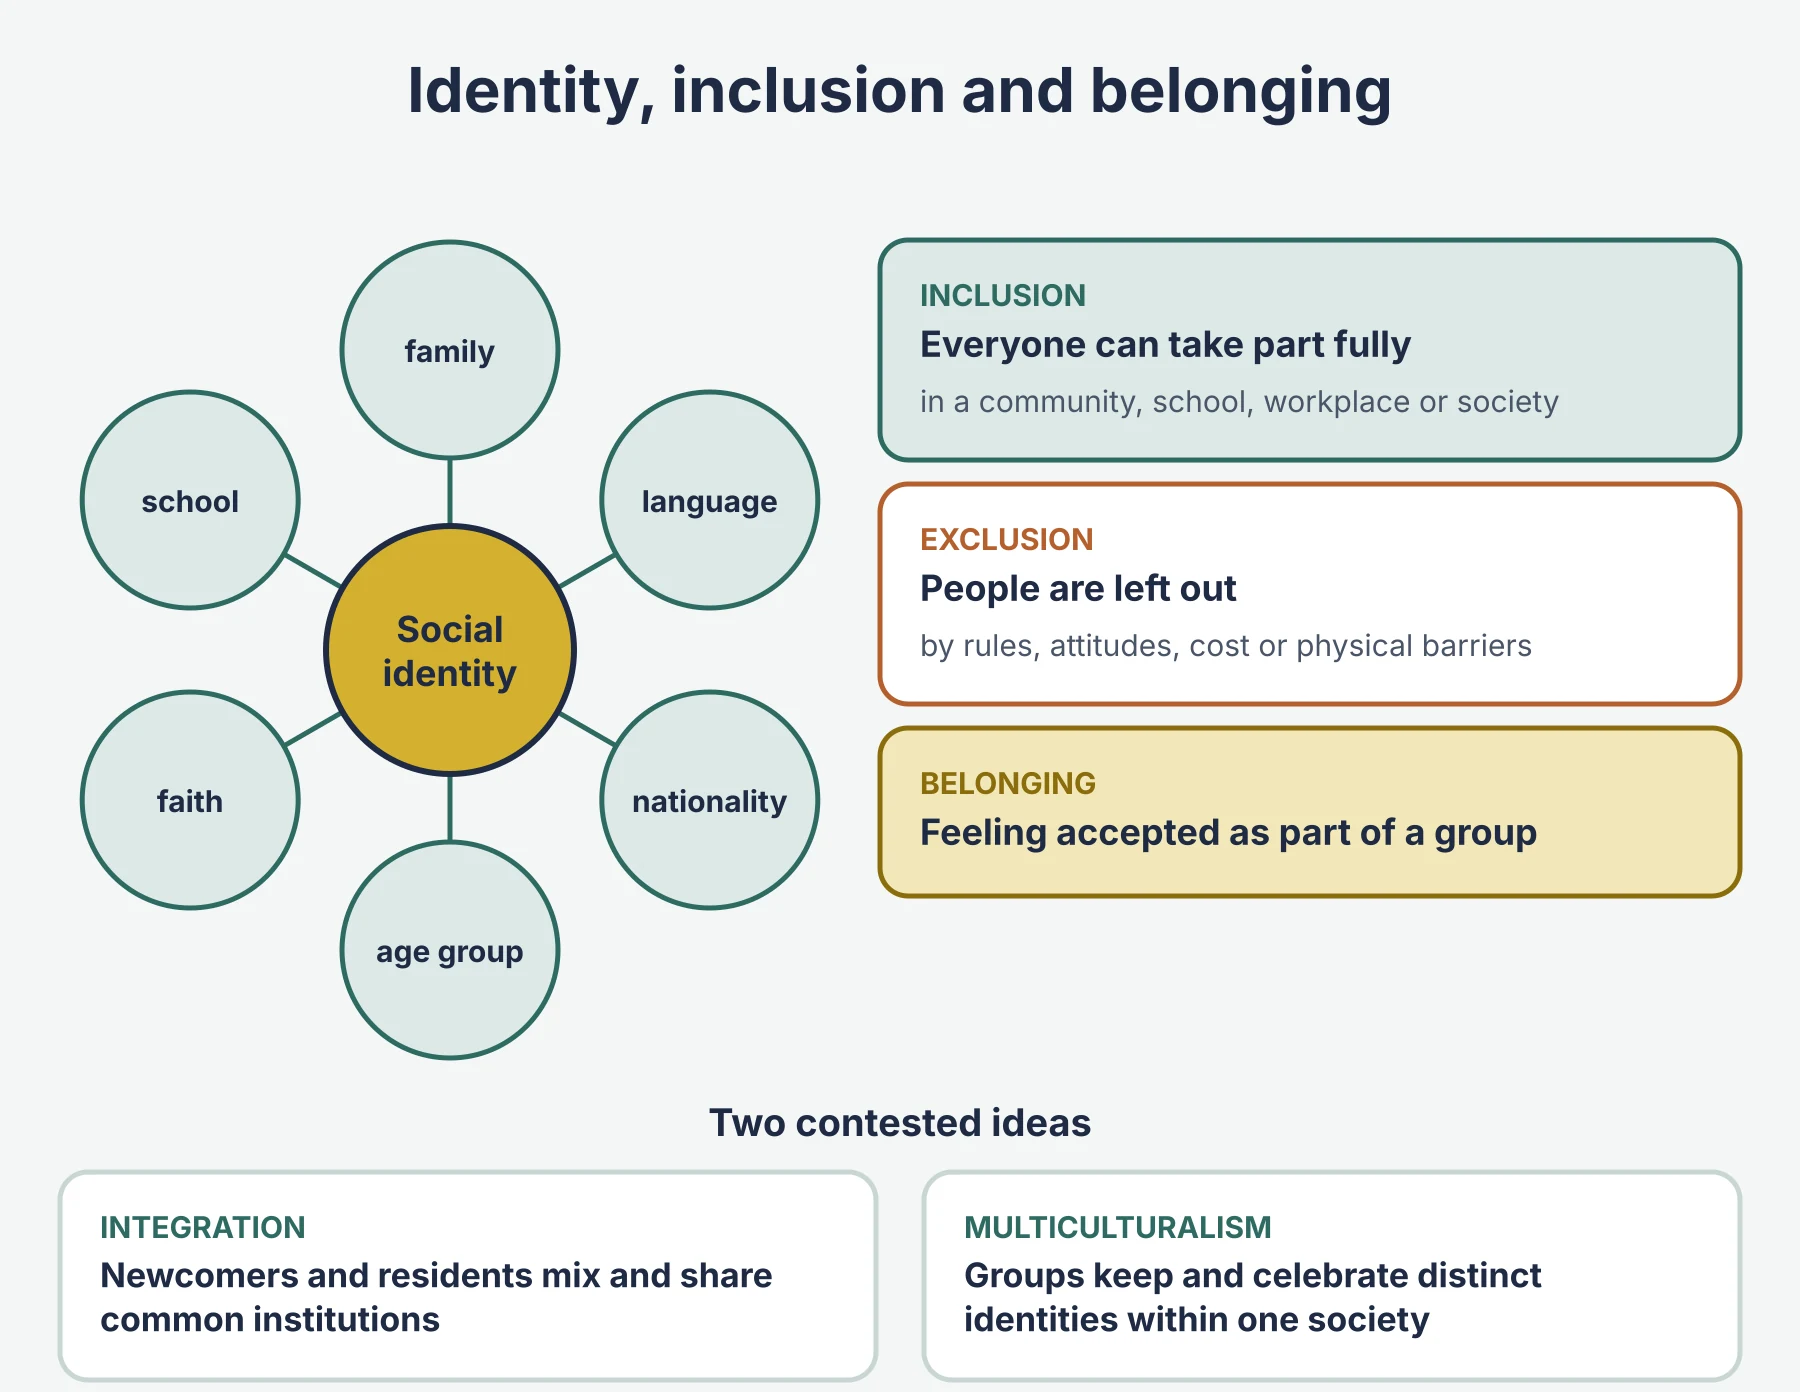 Identity, inclusion and belonging
family
school
language
Social
identity
faith
nationality
age group
INCLUSION
Everyone can take part fully
in a community, school, workplace or society
EXCLUSION
People are left out
by rules, attitudes, cost or physical barriers
BELONGING
Feeling accepted as part of a group
Two contested ideas
INTEGRATION
Newcomers and residents mix and share
common institutions
MULTICULTURALISM
Groups keep and celebrate distinct
identities within one society